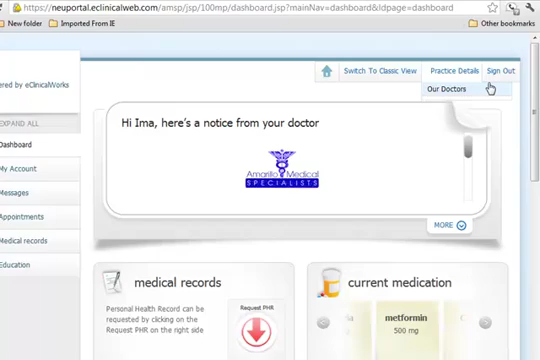 https://neuportal.eclinicalweb.com/amsp/jsp/100mp/dashboard.jsp?mainNav=dashboard&ldpage=dashboard
New folder Imported From IE Other bookmarks
ered by eClinicalWorks
Switch To Classic View Practice Details Sign Out
Our Doctors
EXPAND ALL
Dashboard
My Account
Messages
Appointments
Medical records
Education
Hi Ima, here's a notice from your doctor
Amarillo Medical
SPECIALISTS
MORE
medical records
Personal Health Record can be
requested by clicking on the
Request PHR on the right side
Request PHR
current medication
metformin
500 mg